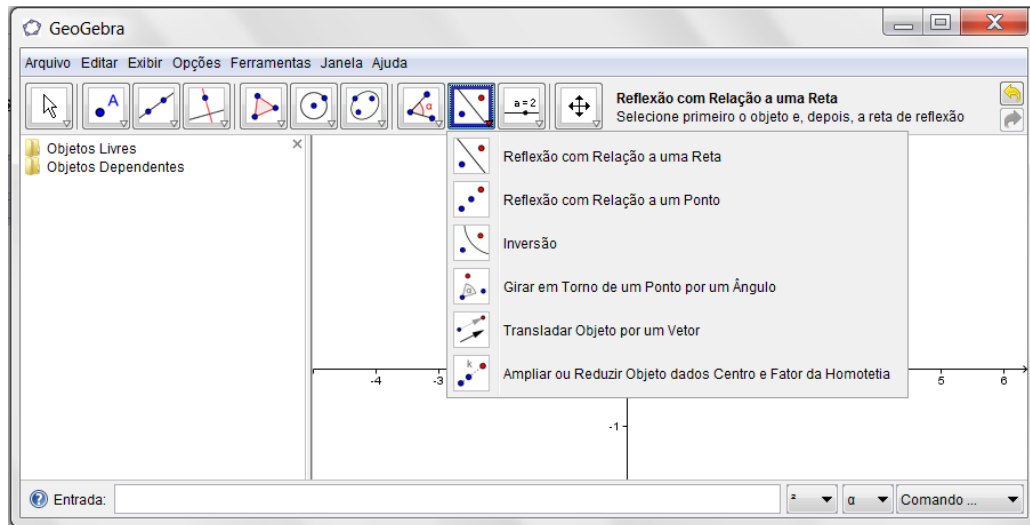 GeoGebra
Arquivo Editar Exibir Opções Ferramentas Janela Ajuda
A
α
a = 2
Reflexão com Relação a uma Reta
Selecione primeiro o objeto e, depois, a reta de reflexão
Objetos Livres
Objetos Dependentes
Reflexão com Relação a uma Reta
Reflexão com Relação a um Ponto
Inversão
α
Girar em Torno de um Ponto por um Ângulo
Transladar Objeto por um Vetor
k
Ampliar ou Reduzir Objeto dados Centro e Fator da Homotetia
-4 -3 5 6
-1
Entrada: ² α Comando ...